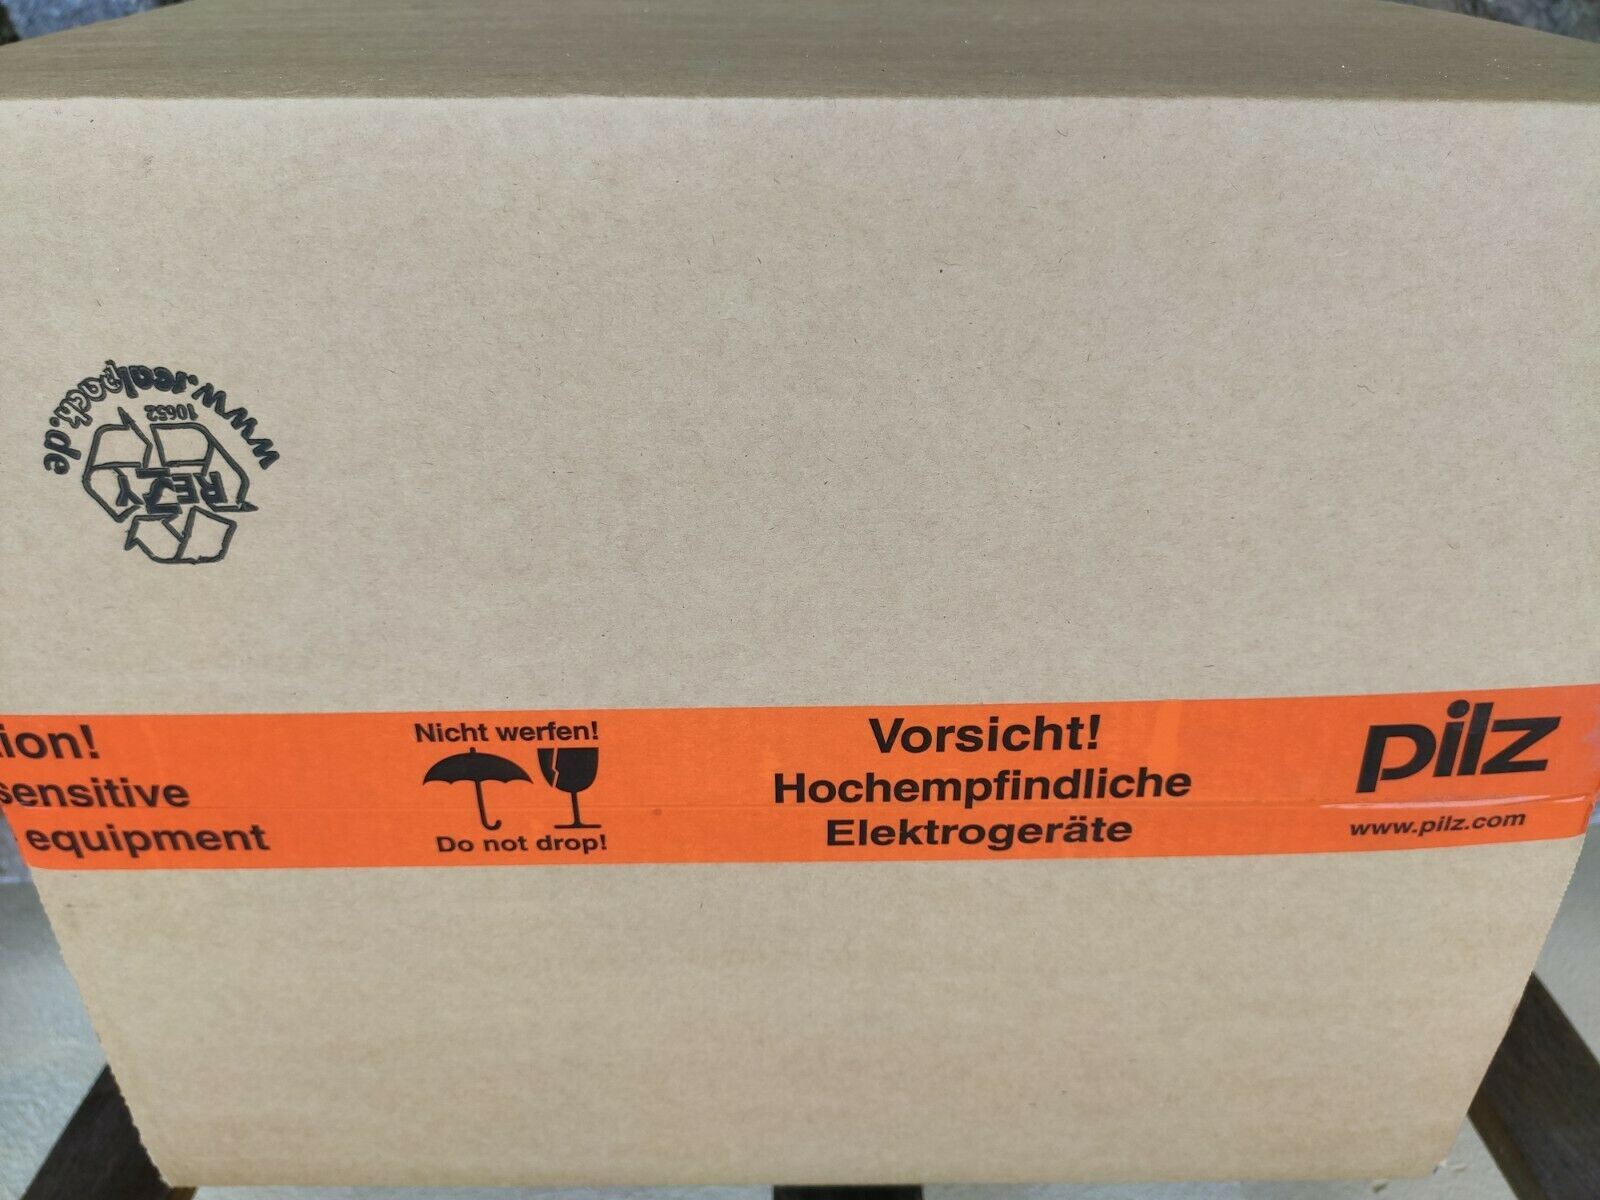 www.realpack.de
10652
REZY
ion!
sensitive
equipment
Nicht werfen!
Do not drop!
Vorsicht!
Hochempfindliche
Elektrogeräte
pilz
www.pilz.com